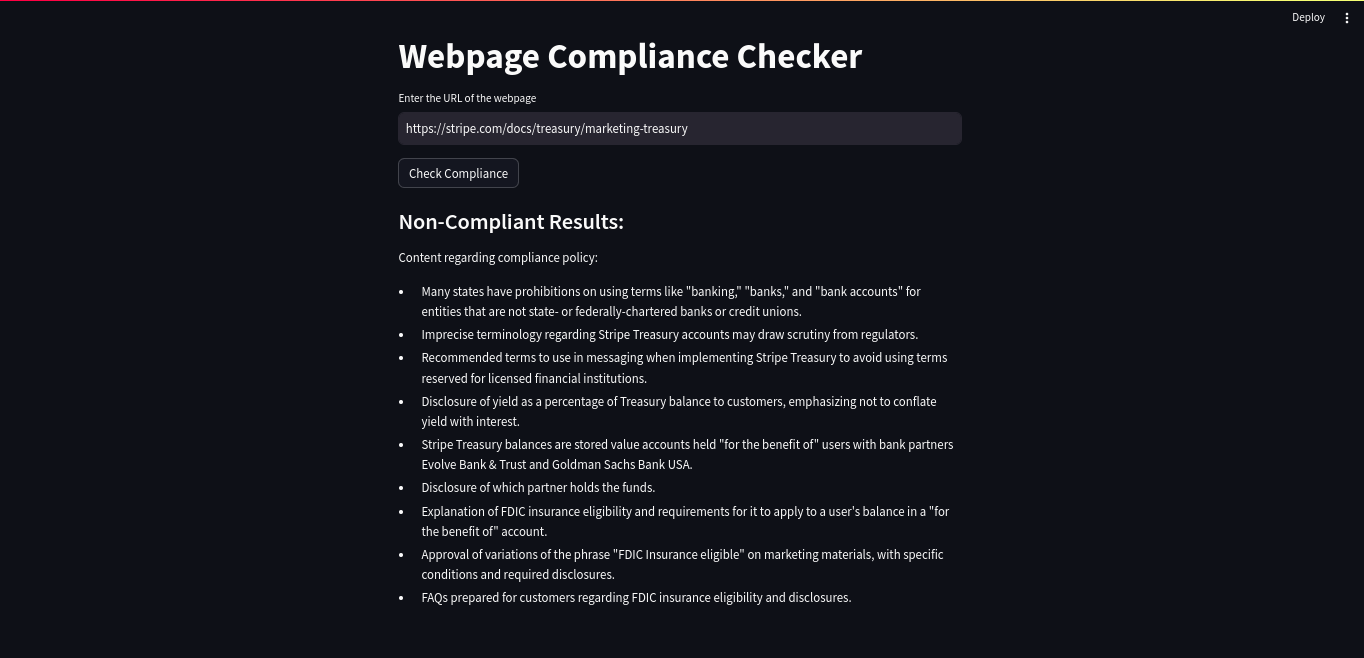 Deploy
Webpage Compliance Checker
Enter the URL of the webpage
https://stripe.com/docs/treasury/marketing-treasury
Check Compliance
Non-Compliant Results:
Content regarding compliance policy:
• Many states have prohibitions on using terms like "banking," "banks," and "bank accounts" for
entities that are not state- or federally-chartered banks or credit unions.
• Imprecise terminology regarding Stripe Treasury accounts may draw scrutiny from regulators.
• Recommended terms to use in messaging when implementing Stripe Treasury to avoid using terms
reserved for licensed financial institutions.
• Disclosure of yield as a percentage of Treasury balance to customers, emphasizing not to conflate
yield with interest.
• Stripe Treasury balances are stored value accounts held "for the benefit of" users with bank partners
Evolve Bank & Trust and Goldman Sachs Bank USA.
• Disclosure of which partner holds the funds.
• Explanation of FDIC insurance eligibility and requirements for it to apply to a user's balance in a "for
the benefit of" account.
• Approval of variations of the phrase "FDIC Insurance eligible" on marketing materials, with specific
conditions and required disclosures.
• FAQs prepared for customers regarding FDIC insurance eligibility and disclosures.